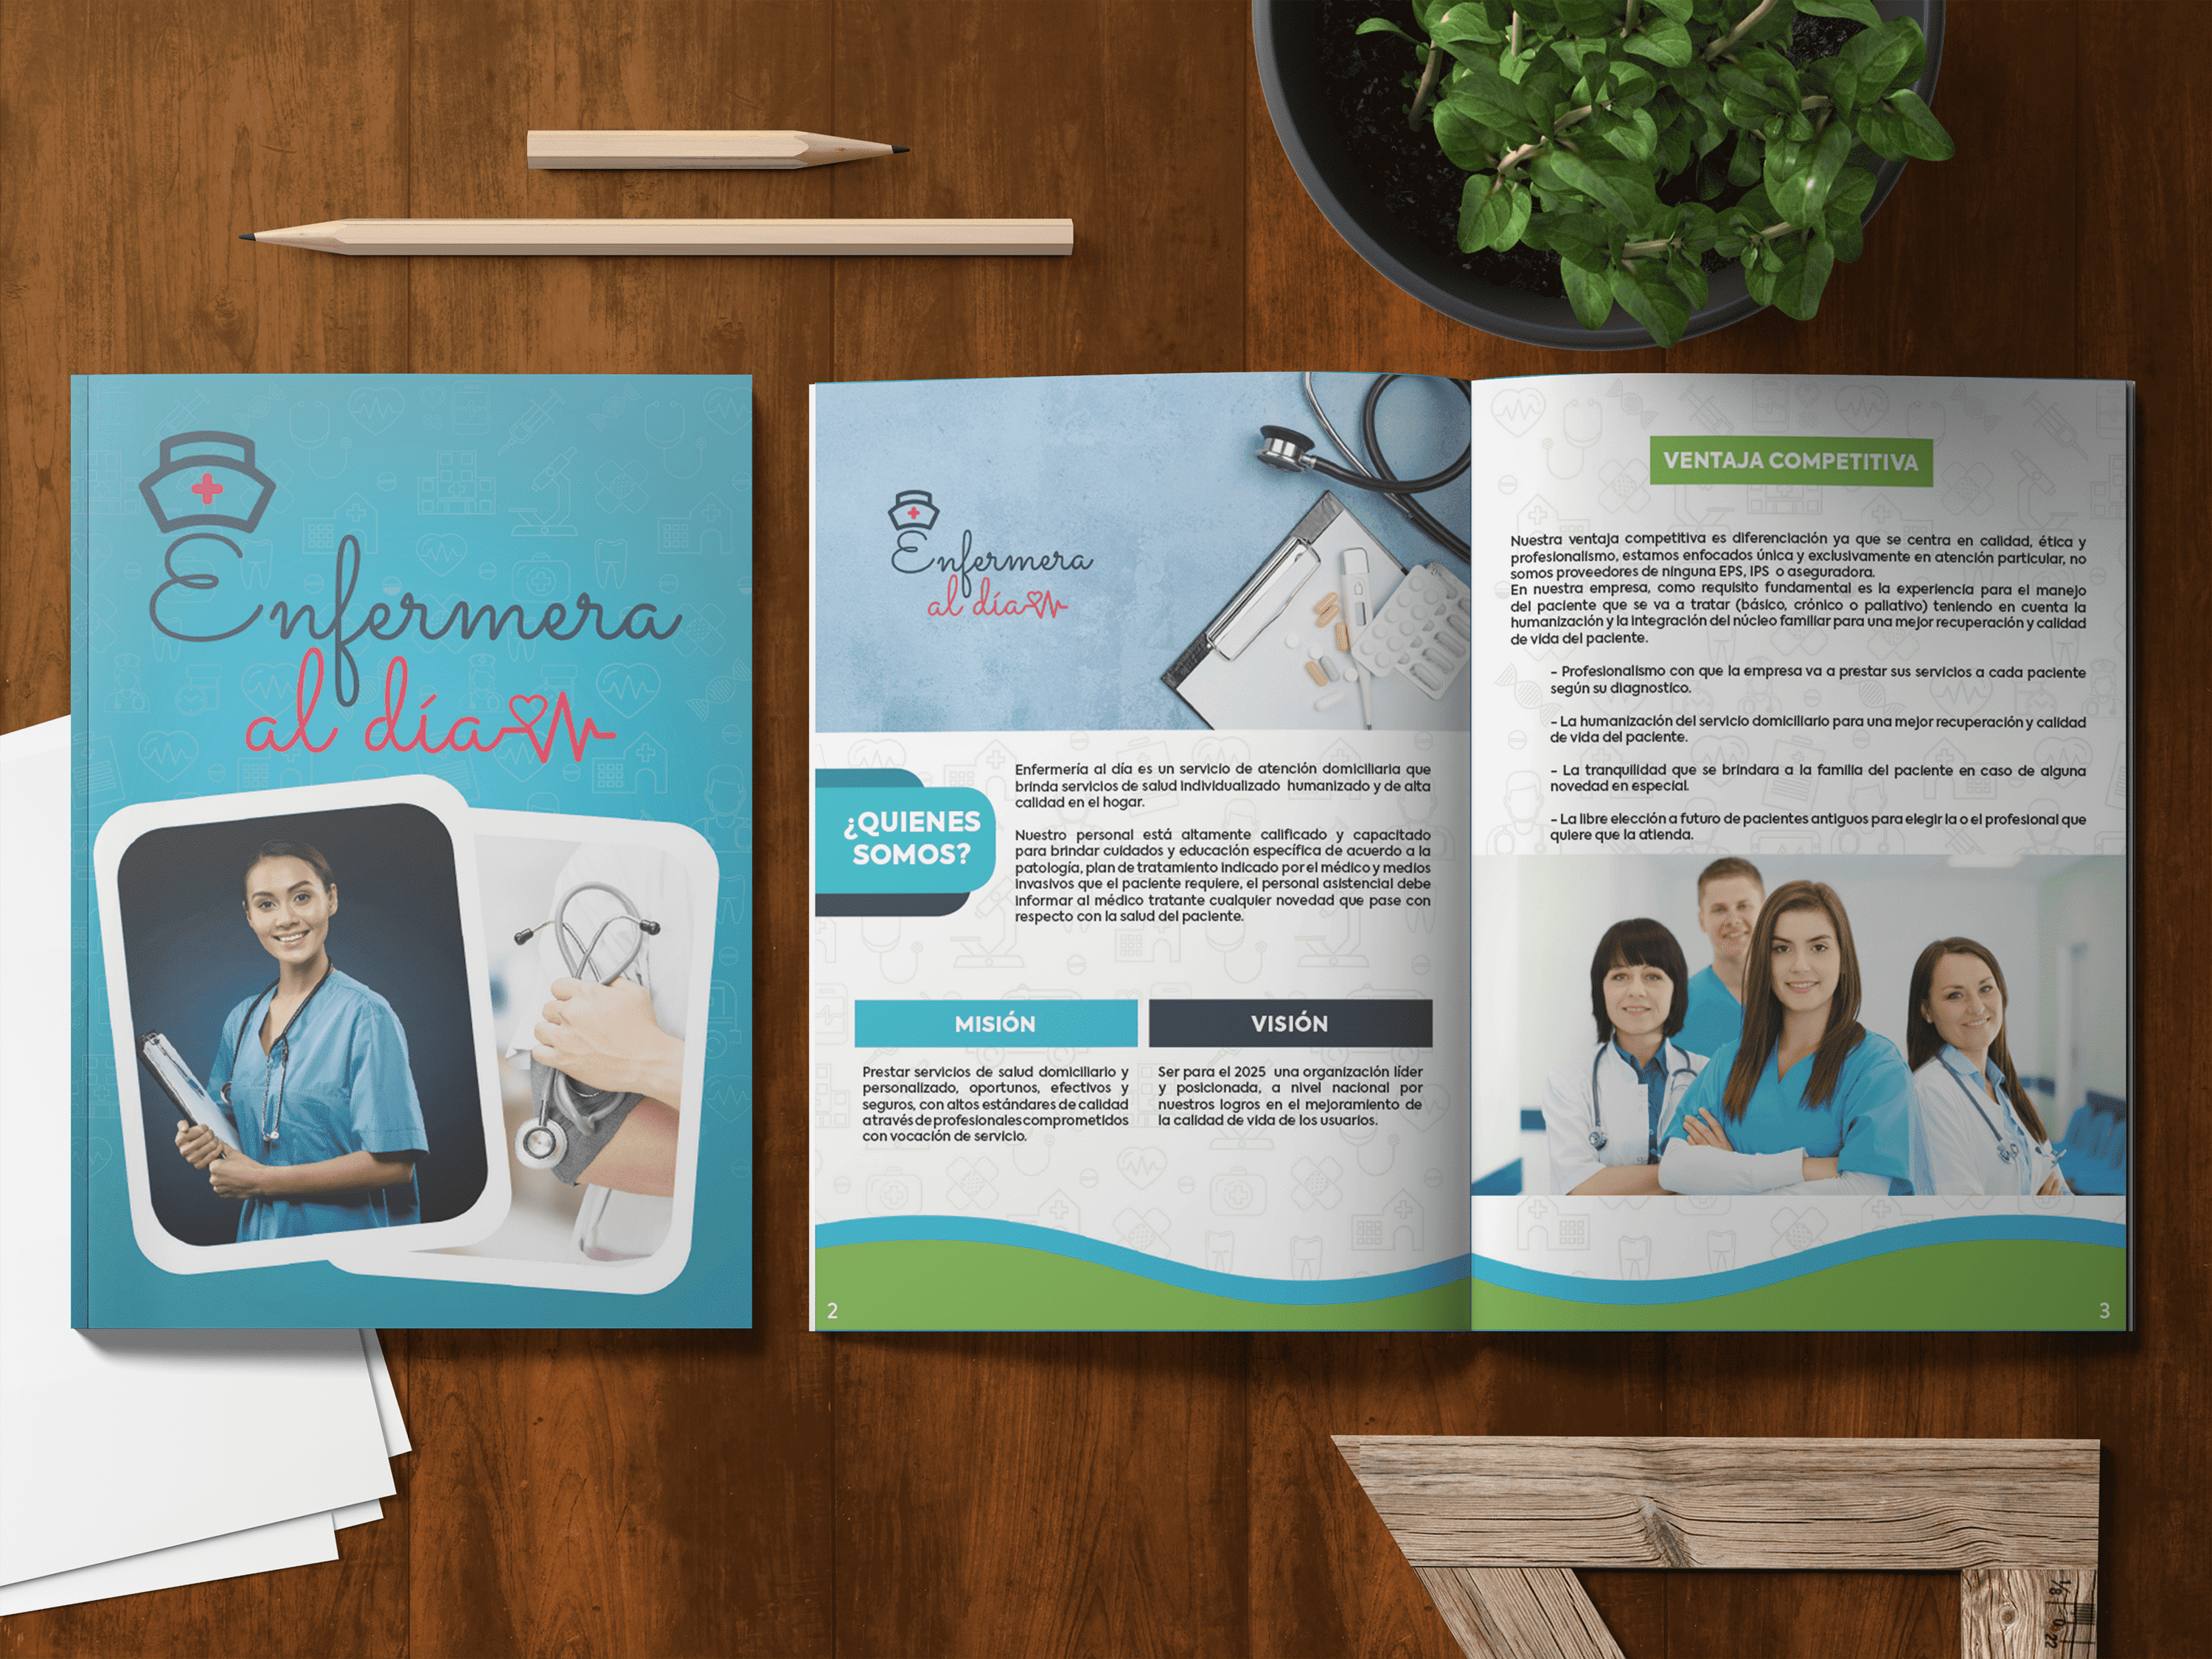 Enfermera
al día
Enfermera
al día
¿QUIENES
SOMOS?
Enfermería al día es un servicio de atención domiciliaria que
brinda servicios de salud individualizado humanizado y de alta
calidad en el hogar.
Nuestro personal está altamente calificado y capacitado
para brindar cuidados y educación específica de acuerdo a la
patología, plan de tratamiento indicado por el médico y medios
invasivos que el paciente requiere, el personal asistencial debe
informar al médico tratante cualquier novedad que pase con
respecto con la salud del paciente.
MISIÓN
Prestar servicios de salud domiciliario y
personalizado, oportunos, efectivos y
seguros, con altos estándares de calidad
através de profesionales comprometidos
con vocación de servicio.
VISIÓN
Ser para el 2025 una organización líder
y posicionada, a nivel nacional por
nuestros logros en el mejoramiento de
la calidad de vida de los usuarios.
2
VENTAJA COMPETITIVA
Nuestra ventaja competitiva es diferenciación ya que se centra en calidad, ética y
profesionalismo, estamos enfocados única y exclusivamente en atención particular, no
somos proveedores de ninguna EPS, IPS o aseguradora.
En nuestra empresa, como requisito fundamental es la experiencia para el manejo
del paciente que se va a tratar (básico, crónico o paliativo) teniendo en cuenta la
humanización y la integración del núcleo familiar para una mejor recuperación y calidad
de vida del paciente.
- Profesionalismo con que la empresa va a prestar sus servicios a cada paciente
según su diagnostico.
- La humanización del servicio domiciliario para una mejor recuperación y calidad
de vida del paciente.
- La tranquilidad que se brindara a la familia del paciente en caso de alguna
novedad en especial.
- La libre elección a futuro de pacientes antiguos para elegir la o el profesional que
quiere que la atienda.
3
1/8 0 22